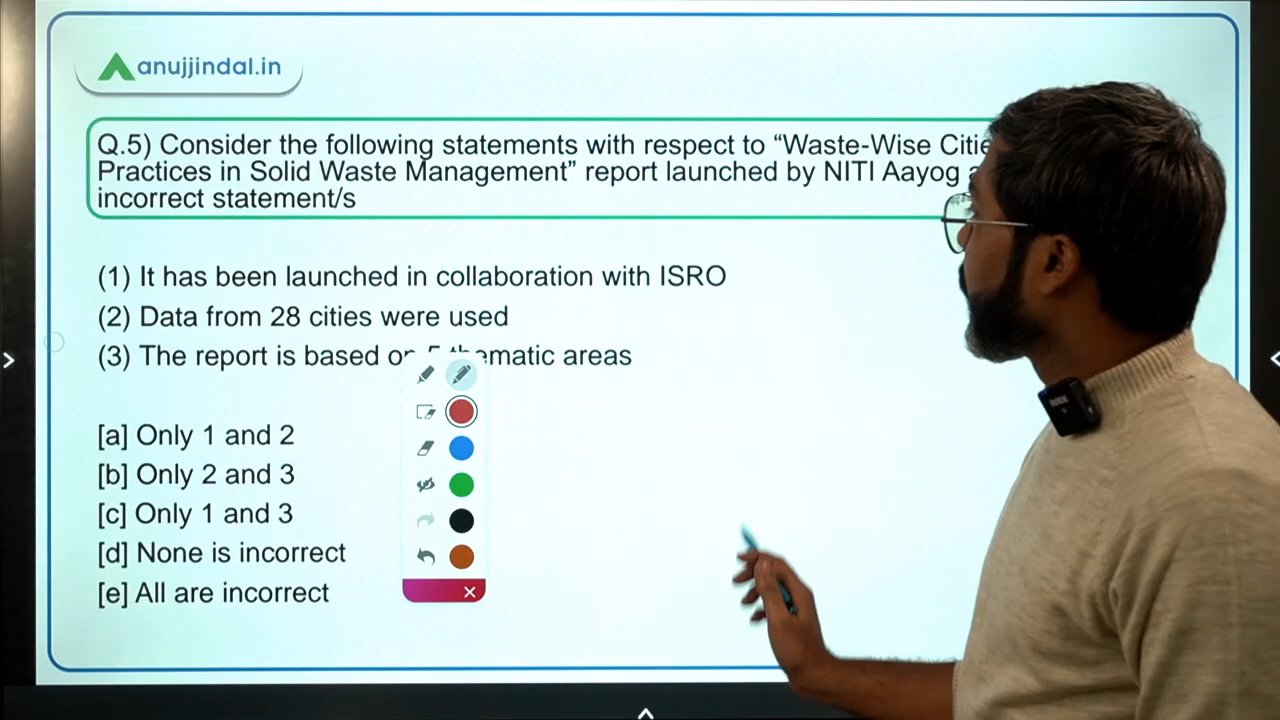 anujjindal.in
Q.5) Consider the following statements with respect to “Waste-Wise Citie
Practices in Solid Waste Management” report launched by NITI Aayog
incorrect statement/s
(1) It has been launched in collaboration with ISRO
(2) Data from 28 cities were used
(3) The report is based on 5 thematic areas
[a] Only 1 and 2
[b] Only 2 and 3
[c] Only 1 and 3
[d] None is incorrect
[e] All are incorrect